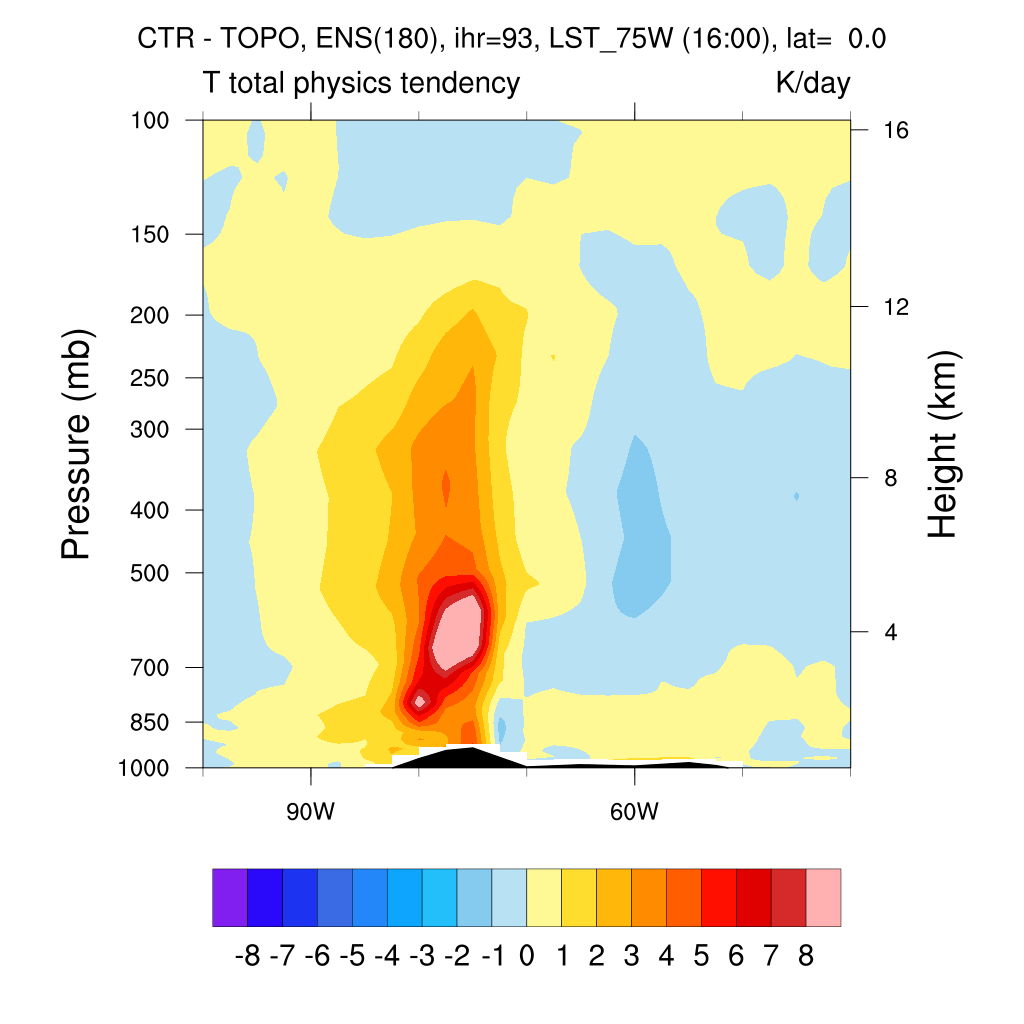 CTR - TOPO, ENS(180), ihr=93, LST_75W (16:00), lat=  0.0
T total physics tendency K/day
100
150
200
250
300
400
500
700
850
1000
Pressure (mb)
16
12
8
4
Height (km)
90W 60W
-8 -7 -6 -5 -4 -3 -2 -1 0 1 2 3 4 5 6 7 8